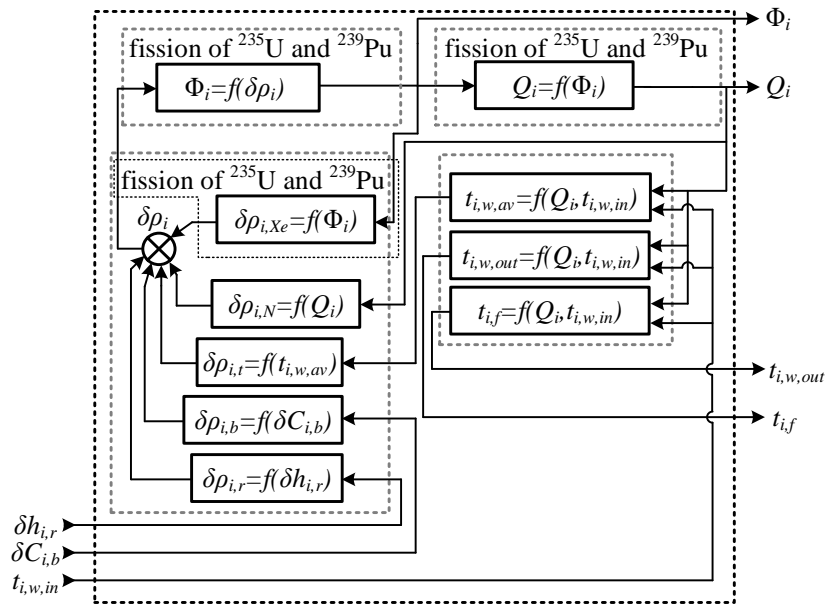 Φi
fission of 235U and 239Pu
fission of 235U and 239Pu
Φi=f(δρi)
Qi=f(Φi)
Qi
fission of 235U and 239Pu
δρi
δρi,Xe=f(Φi)
ti,w,av=f(Qi,ti,w,in)
ti,w,out=f(Qi,ti,w,in)
δρi,N=f(Qi)
ti,f=f(Qi,ti,w,in)
δρi,t=f(ti,w,av)
ti,w,out
δρi,b=f(δCi,b)
ti,f
δρi,r=f(δhi,r)
δhi,r
δCi,b
ti,w,in